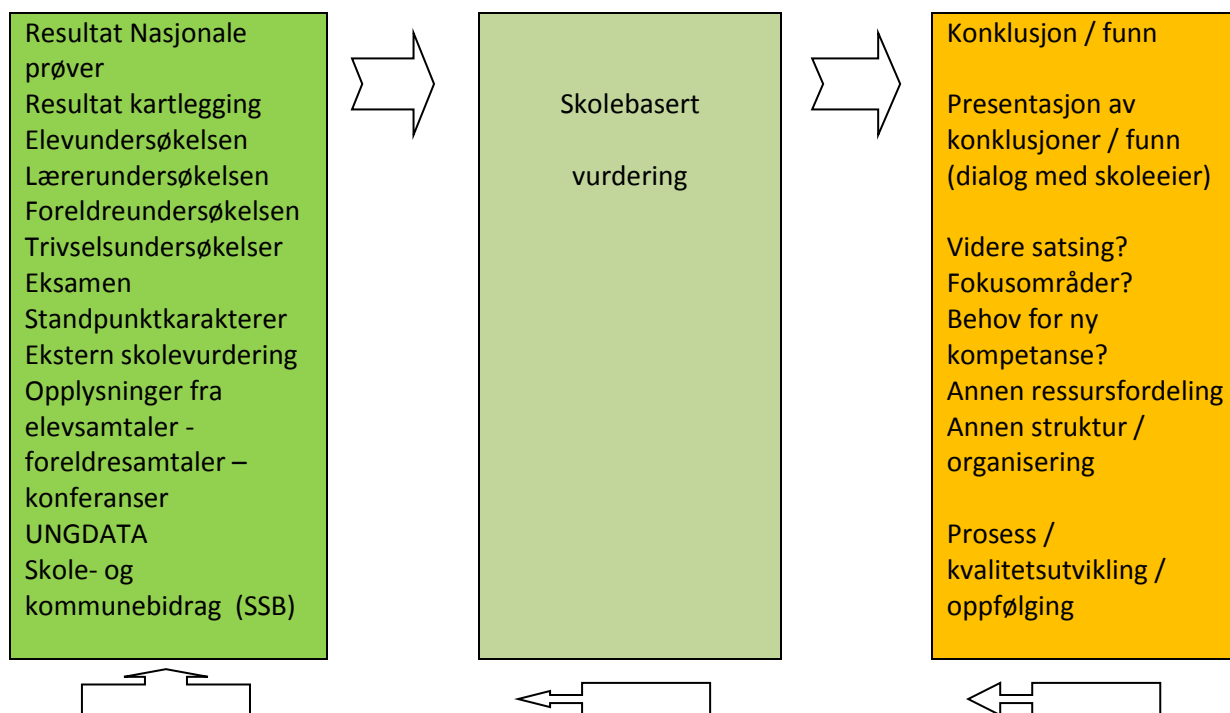 Resultat Nasjonale
prøver
Resultat kartlegging
Elevundersøkelsen
Lærerundersøkelsen
Foreldreundersøkelsen
Trivselsundersøkelser
Eksamen
Standpunktkarakterer
Ekstern skolevurdering
Opplysninger fra
elevsamtaler -
foreldresamtaler –
konferanser
UNGDATA
Skole- og
kommunebidrag (SSB)
Skolebasert
vurdering
Konklusjon / funn
Presentasjon av
konklusjoner / funn
(dialog med skoleeier)
Videre satsing?
Fokusområder?
Behov for ny
kompetanse?
Annen ressursfordeling
Annen struktur /
organisering
Prosess /
kvalitetsutvikling /
oppfølging